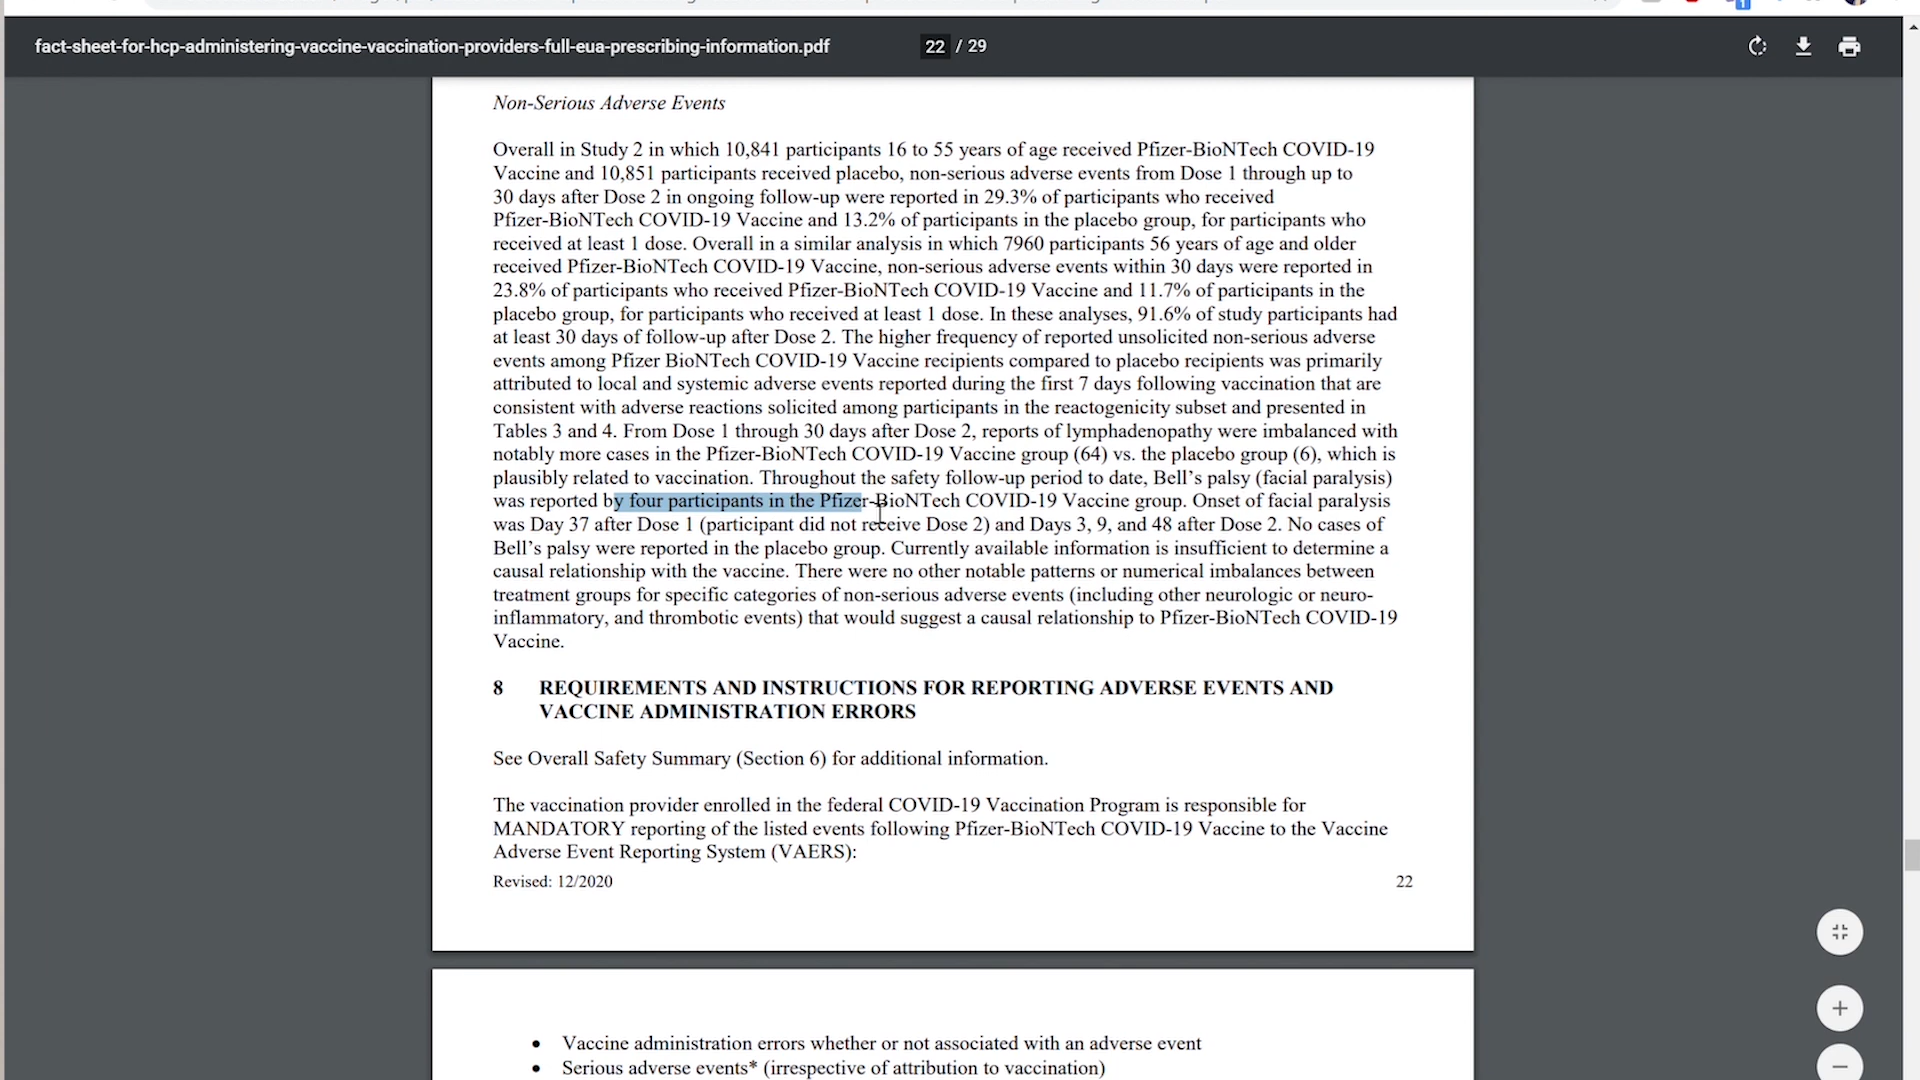 fact-sheet-for-hcp-administering-vaccine-vaccination-providers-full-eua-prescribing-information.pdf
22 / 29
Non-Serious Adverse Events
Overall in Study 2 in which 10,841 participants 16 to 55 years of age received Pfizer-BioNTech COVID-19
Vaccine and 10,851 participants received placebo, non-serious adverse events from Dose 1 through up to
30 days after Dose 2 in ongoing follow-up were reported in 29.3% of participants who received
Pfizer-BioNTech COVID-19 Vaccine and 13.2% of participants in the placebo group, for participants who
received at least 1 dose. Overall in a similar analysis in which 7960 participants 56 years of age and older
received Pfizer-BioNTech COVID-19 Vaccine, non-serious adverse events within 30 days were reported in
23.8% of participants who received Pfizer-BioNTech COVID-19 Vaccine and 11.7% of participants in the
placebo group, for participants who received at least 1 dose. In these analyses, 91.6% of study participants had
at least 30 days of follow-up after Dose 2. The higher frequency of reported unsolicited non-serious adverse
events among Pfizer BioNTech COVID-19 Vaccine recipients compared to placebo recipients was primarily
attributed to local and systemic adverse events reported during the first 7 days following vaccination that are
consistent with adverse reactions solicited among participants in the reactogenicity subset and presented in
Tables 3 and 4. From Dose 1 through 30 days after Dose 2, reports of lymphadenopathy were imbalanced with
notably more cases in the Pfizer-BioNTech COVID-19 Vaccine group (64) vs. the placebo group (6), which is
plausibly related to vaccination. Throughout the safety follow-up period to date, Bell's palsy (facial paralysis)
was reported by four participants in the Pfizer-BioNTech COVID-19 Vaccine group. Onset of facial paralysis
was Day 37 after Dose 1 (participant did not receive Dose 2) and Days 3, 9, and 48 after Dose 2. No cases of
Bell's palsy were reported in the placebo group. Currently available information is insufficient to determine a
causal relationship with the vaccine. There were no other notable patterns or numerical imbalances between
treatment groups for specific categories of non-serious adverse events (including other neurologic or neuro-
inflammatory, and thrombotic events) that would suggest a causal relationship to Pfizer-BioNTech COVID-19
Vaccine.
8 REQUIREMENTS AND INSTRUCTIONS FOR REPORTING ADVERSE EVENTS AND
VACCINE ADMINISTRATION ERRORS
See Overall Safety Summary (Section 6) for additional information.
The vaccination provider enrolled in the federal COVID-19 Vaccination Program is responsible for
MANDATORY reporting of the listed events following Pfizer-BioNTech COVID-19 Vaccine to the Vaccine
Adverse Event Reporting System (VAERS):
Revised: 12/2020 22
• Vaccine administration errors whether or not associated with an adverse event
• Serious adverse events* (irrespective of attribution to vaccination)